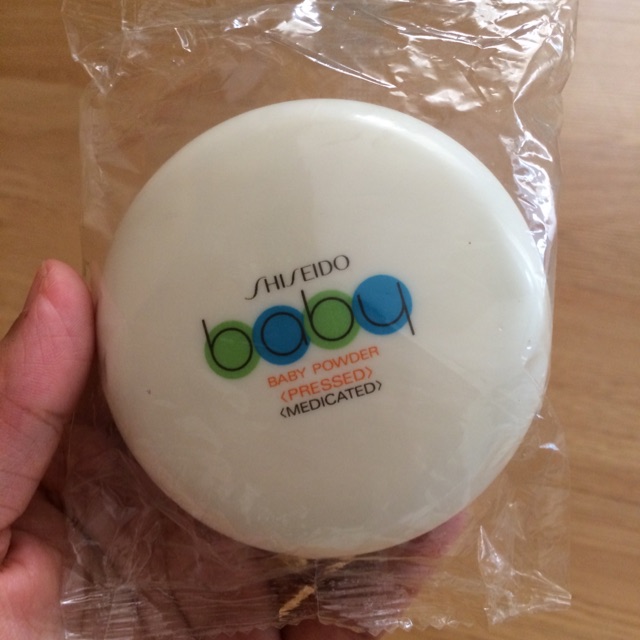 SHISEIDO
baby
BABY POWDER
〈PRESSED〉
〈MEDICATED〉